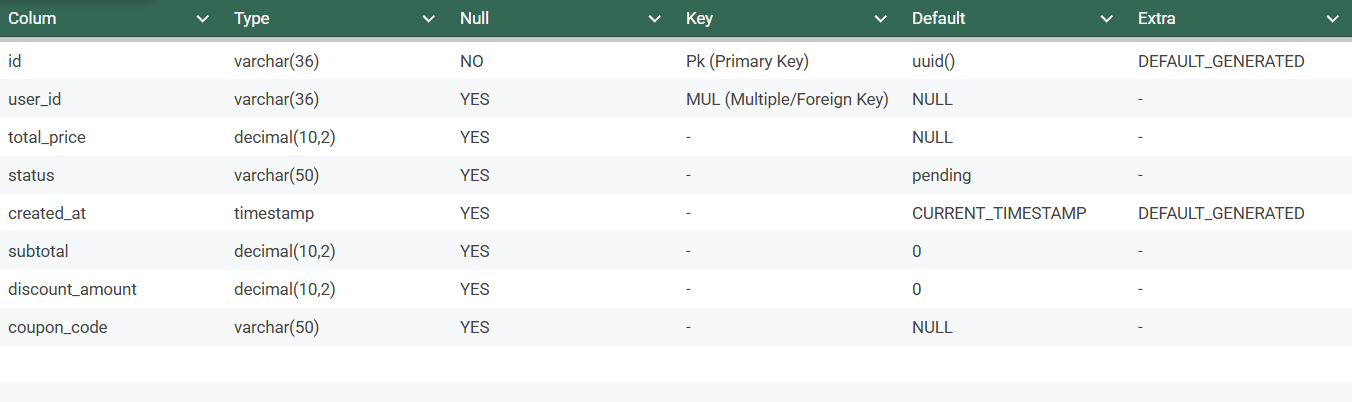 Colum Type Null Key Default Extra
id varchar(36) NO Pk (Primary Key) uuid() DEFAULT_GENERATED
user_id varchar(36) YES MUL (Multiple/Foreign Key) NULL -
total_price decimal(10,2) YES - NULL -
status varchar(50) YES - pending -
created_at timestamp YES - CURRENT_TIMESTAMP DEFAULT_GENERATED
subtotal decimal(10,2) YES - 0 -
discount_amount decimal(10,2) YES - 0 -
coupon_code varchar(50) YES - NULL -